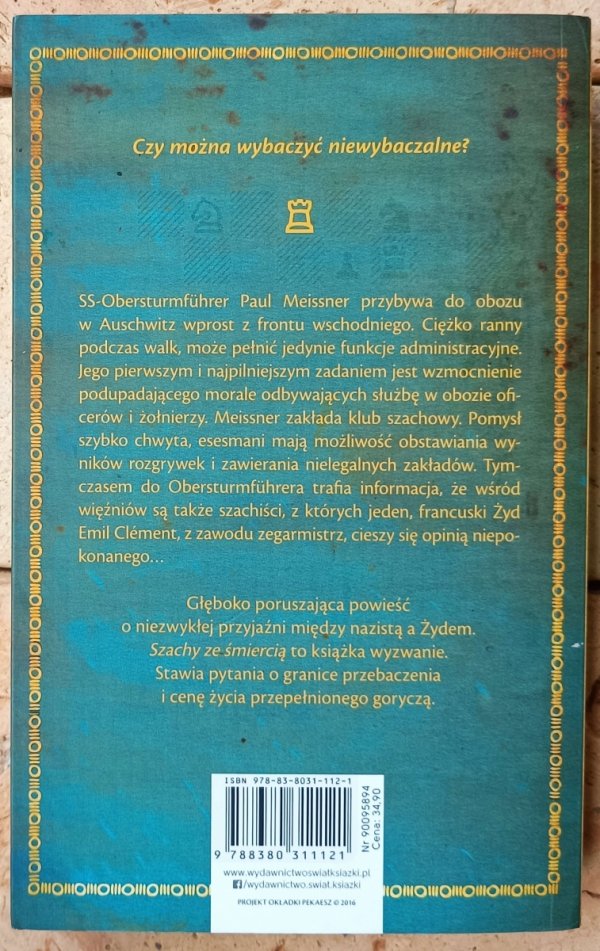 Czy można wybaczyć niewybaczalne?
SS-Obersturmführer Paul Meissner przybywa do obozu
w Auschwitz wprost z frontu wschodniego. Ciężko ranny
podczas walk, może pełnić jedynie funkcje administracyjne.
Jego pierwszym i najpilniejszym zadaniem jest wzmocnienie
podupadającego morale odbywających służbę w obozie ofi-
cerów i żołnierzy. Meissner zakłada klub szachowy. Pomysł
szybko chwyta, esesmani mają możliwość obstawiania wy-
ników rozgrywek i zawierania nielegalnych zakładów. Tym-
czasem do Obersturmführera trafia informacja, że wśród
więźniów są także szachiści, z których jeden, francuski Żyd
Emil Clément, z zawodu zegarmistrz, cieszy się opinią niepo-
konanego...
Głęboko poruszająca powieść
o niezwykłej przyjaźni między nazistą a Żydem.
Szachy ze śmiercią to książka wyzwanie.
Stawia pytania o granice przebaczenia
i cenę życia przepełnionego goryczą.
ISBN 978-83-8031-112-1
9 788380 311121
Nr 90095894
Cena: 34,90
www.wydawnictwoswiatksiazki.pl
/wydawnictwo.swiat.ksiazki
PROJEKT OKŁADKI PEKAESZ © 2016